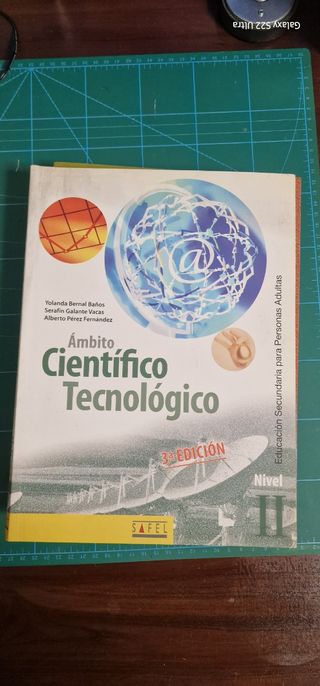 Galaxy S22 Ultra
Yolanda Bernal Baños
Serafín Galante Vacas
Alberto Pérez Fernández
Ámbito
Científico
Tecnológico
3ª EDICIÓN
Educación Secundaria para Personas Adultas
Nivel
II
SAFEL